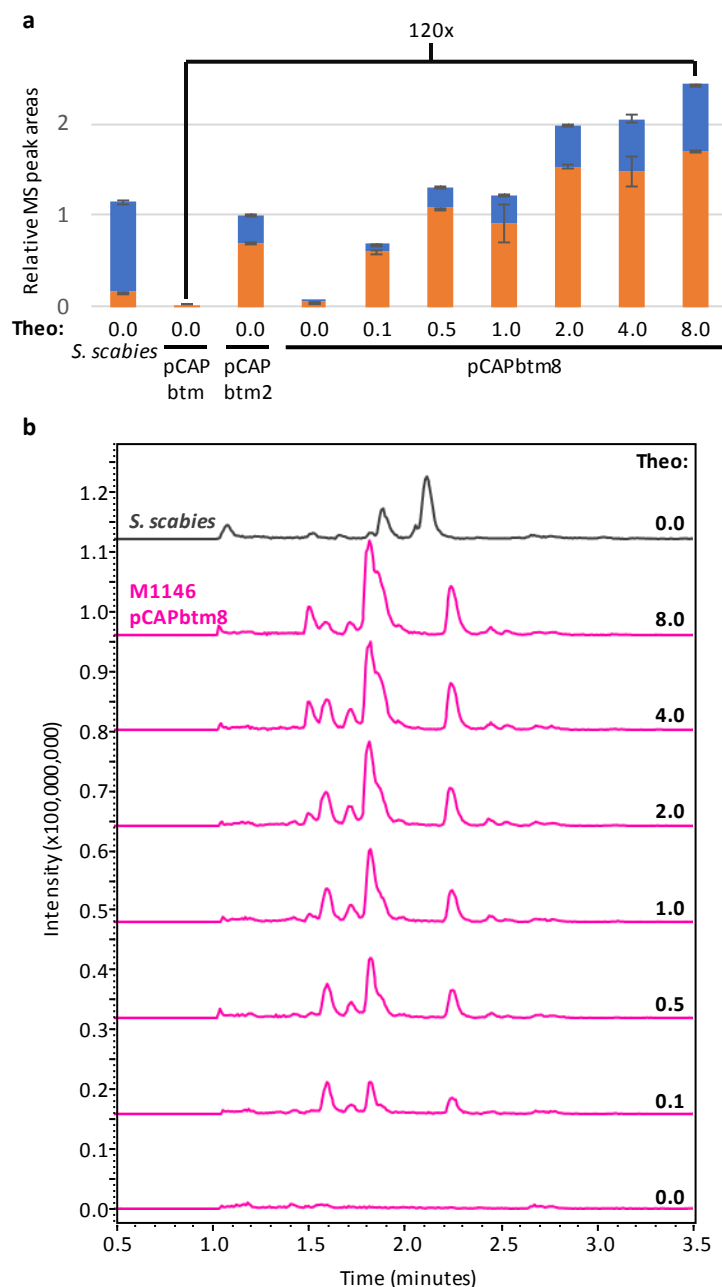 a
120x
Relative MS peak areas
2
1
0
Theo: 0.0 0.0 0.0 0.0 0.1 0.5 1.0 2.0 4.0 8.0
S. scabies
pCAP
btm
pCAP
btm2
pCAPbtm8
b
Theo:
S. scabies
0.0
M1146
pCAPbtm8
8.0
4.0
2.0
1.0
0.5
0.1
0.0
Intensity (x100,000,000)
1.2
1.1
1.0
0.9
0.8
0.7
0.6
0.5
0.4
0.3
0.2
0.1
0.0
0.5 1.0 1.5 2.0 2.5 3.0 3.5
Time (minutes)